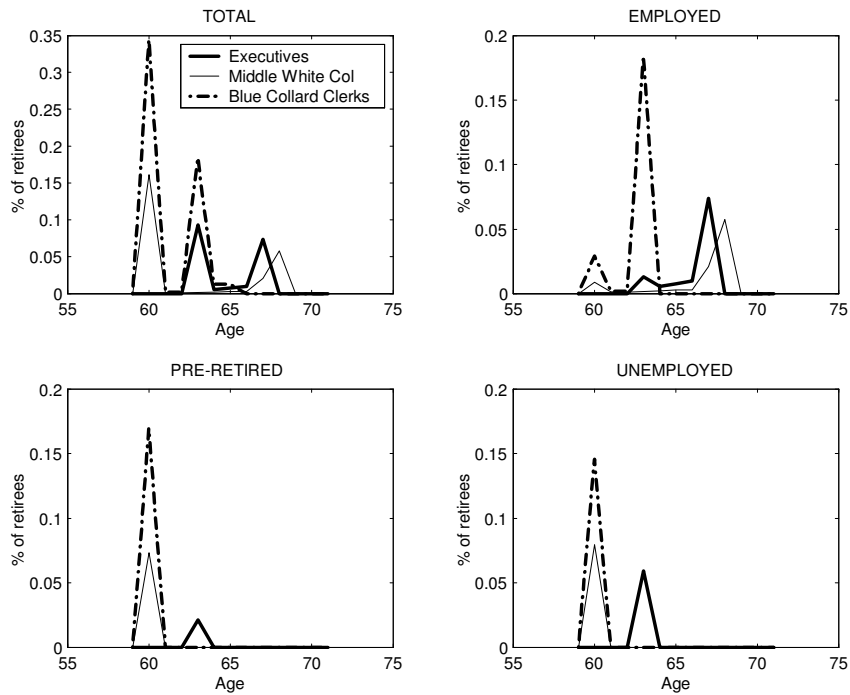 TOTAL
0.35
0.3
0.25
0.2
0.15
0.1
0.05
0
% of retirees
55
60
65
70
75
Age
Executives
Middle White Col
Blue Collard Clerks
EMPLOYED
0.2
0.15
0.1
0.05
0
% of retirees
55
60
65
70
75
Age
PRE-RETIRED
0.2
0.15
0.1
0.05
0
% of retirees
55
60
65
70
75
Age
UNEMPLOYED
0.2
0.15
0.1
0.05
0
% of retirees
55
60
65
70
75
Age